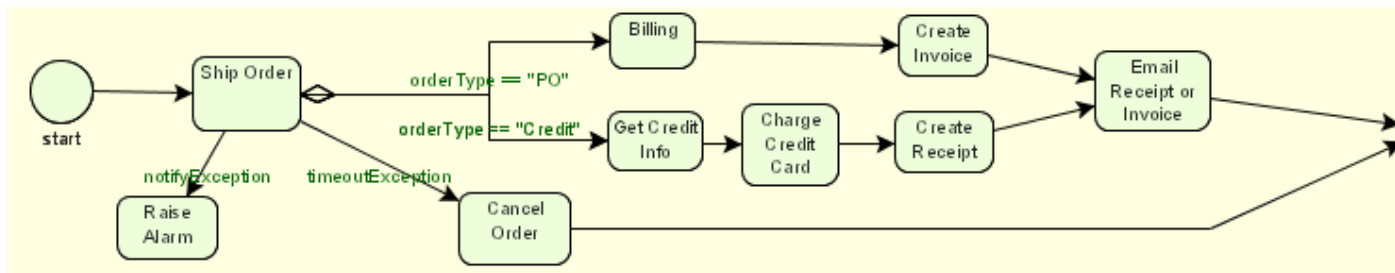 start
Ship Order
orderType == "PO"
orderType == "Credit"
notifyException
timeoutException
Raise
Alarm
Cancel
Order
Billing
Create
Invoice
Get Credit
Info
Charge
Credit
Card
Create
Receipt
Email
Receipt or
Invoice